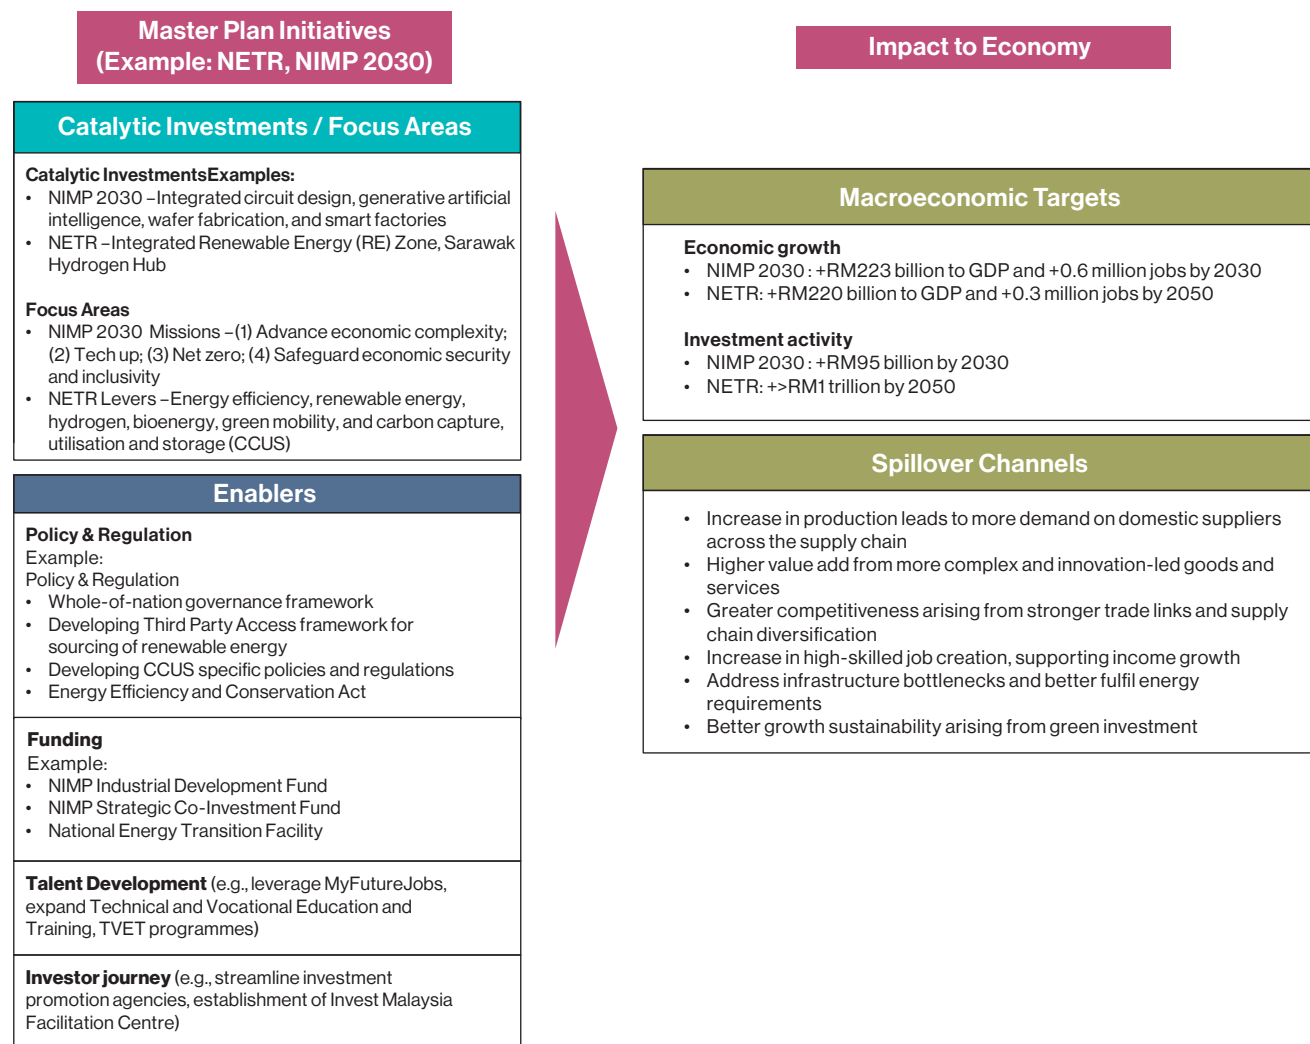 Master Plan Initiatives
(Example: NETR, NIMP 2030)
Catalytic Investments / Focus Areas
Catalytic InvestmentsExamples:
• NIMP 2030 –Integrated circuit design, generative artificial
intelligence, wafer fabrication, and smart factories
• NETR –Integrated Renewable Energy (RE) Zone, Sarawak
Hydrogen Hub
Focus Areas
• NIMP 2030 Missions –(1) Advance economic complexity;
(2) Tech up; (3) Net zero; (4) Safeguard economic security
and inclusivity
• NETR Levers –Energy efficiency, renewable energy,
hydrogen, bioenergy, green mobility, and carbon capture,
utilisation and storage (CCUS)
Enablers
Policy & Regulation
Example:
Policy & Regulation
• Whole-of-nation governance framework
• Developing Third Party Access framework for
sourcing of renewable energy
• Developing CCUS specific policies and regulations
• Energy Efficiency and Conservation Act
Funding
Example:
• NIMP Industrial Development Fund
• NIMP Strategic Co-Investment Fund
• National Energy Transition Facility
Talent Development (e.g., leverage MyFutureJobs,
expand Technical and Vocational Education and
Training, TVET programmes)
Investor journey (e.g., streamline investment
promotion agencies, establishment of Invest Malaysia
Facilitation Centre)
Impact to Economy
Macroeconomic Targets
Economic growth
• NIMP 2030 : +RM223 billion to GDP and +0.6 million jobs by 2030
• NETR: +RM220 billion to GDP and +0.3 million jobs by 2050
Investment activity
• NIMP 2030 : +RM95 billion by 2030
• NETR: +>RM1 trillion by 2050
Spillover Channels
• Increase in production leads to more demand on domestic suppliers
across the supply chain
• Higher value add from more complex and innovation-led goods and
services
• Greater competitiveness arising from stronger trade links and supply
chain diversification
• Increase in high-skilled job creation, supporting income growth
• Address infrastructure bottlenecks and better fulfil energy
requirements
• Better growth sustainability arising from green investment